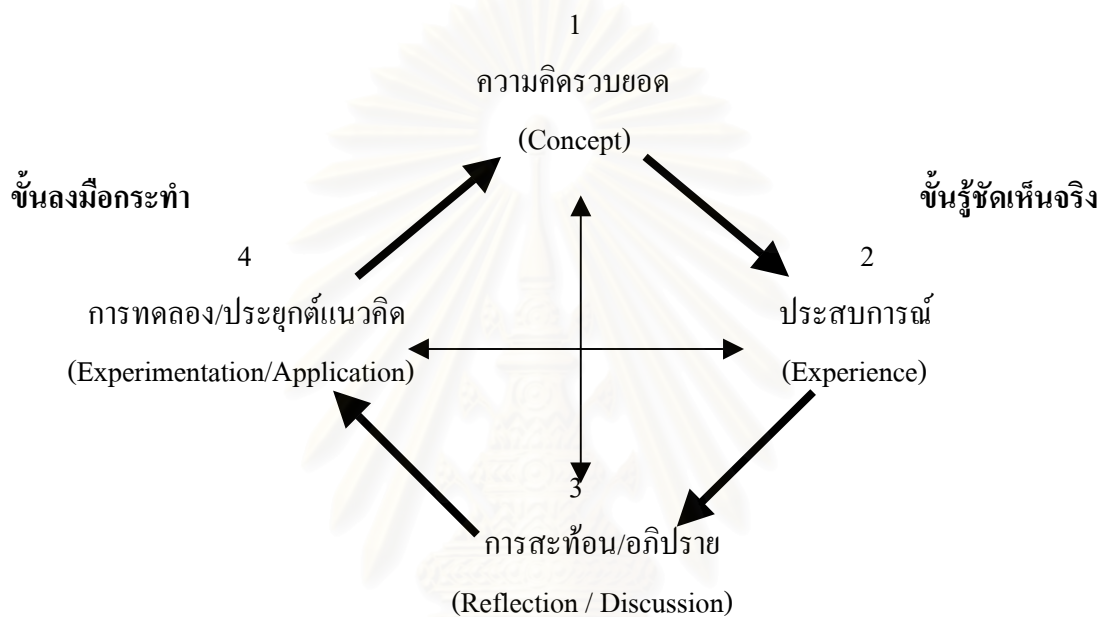 1
ความคิดรวบยอด
(Concept)
ขั้นลงมือกระทำ
ขั้นรู้ชัดเห็นจริง
4
การทดลอง/ประยุกต์แนวคิด
(Experimentation/Application)
2
ประสบการณ์
(Experience)
3
การสะท้อน/อภิปราย
(Reflection / Discussion)